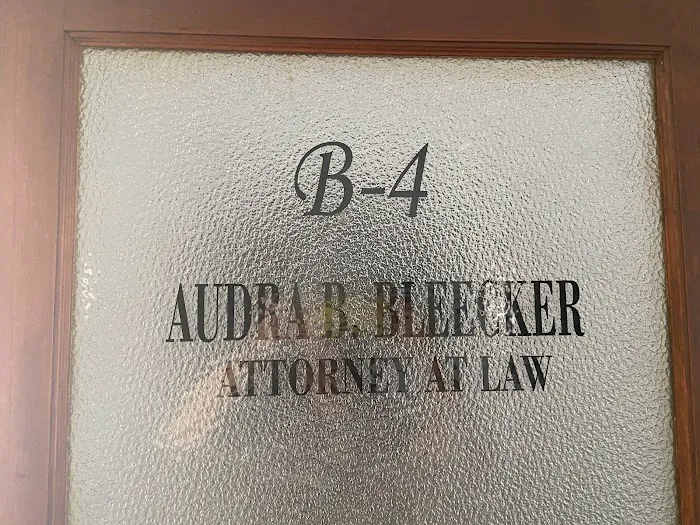 B-4
AUDRA B. BLEECKER
ATTORNEY AT LAW